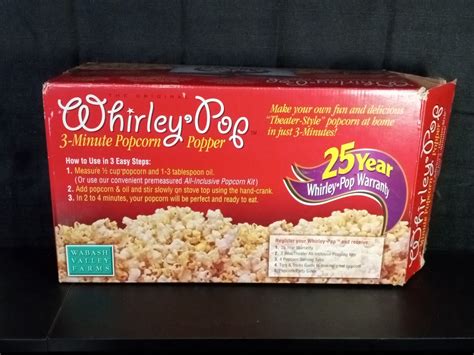 THE ORIGINAL
Whirley·Pop™
3-Minute Popcorn Popper
Make your own fun and delicious
"Theater-Style" popcorn at home
in just 3-Minutes!
How to Use in 3 Easy Steps:
1. Measure ½ cup popcorn and 1-3 tablespoon oil.
(Or use our convenient premeasured All-Inclusive Popcorn Kit)
2. Add popcorn & oil and stir slowly on stove top using the hand-crank.
3. In 2 to 4 minutes, your popcorn will be perfect and ready to eat.
25 Year
Whirley·Pop Warranty
WABASH
VALLEY
FARMS
Register your Whirley-Pop™ and receive
Whirley-Pop